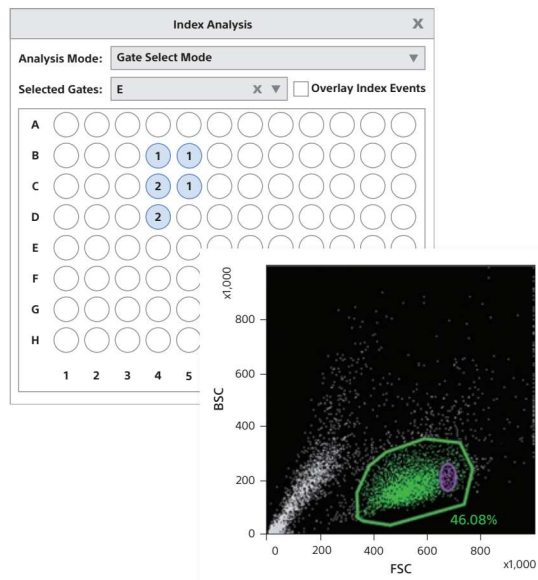 Index Analysis X
Analysis Mode: Gate Select Mode ▼
Selected Gates: E X ▼ Overlay Index Events
A
B 1 1
C 2 1
D 2
E
F
G
H
1 2 3 4 5
x1,000
800
600
400
200
0
BSC
46.08%
0 200 400 600 800 x1,000
FSC